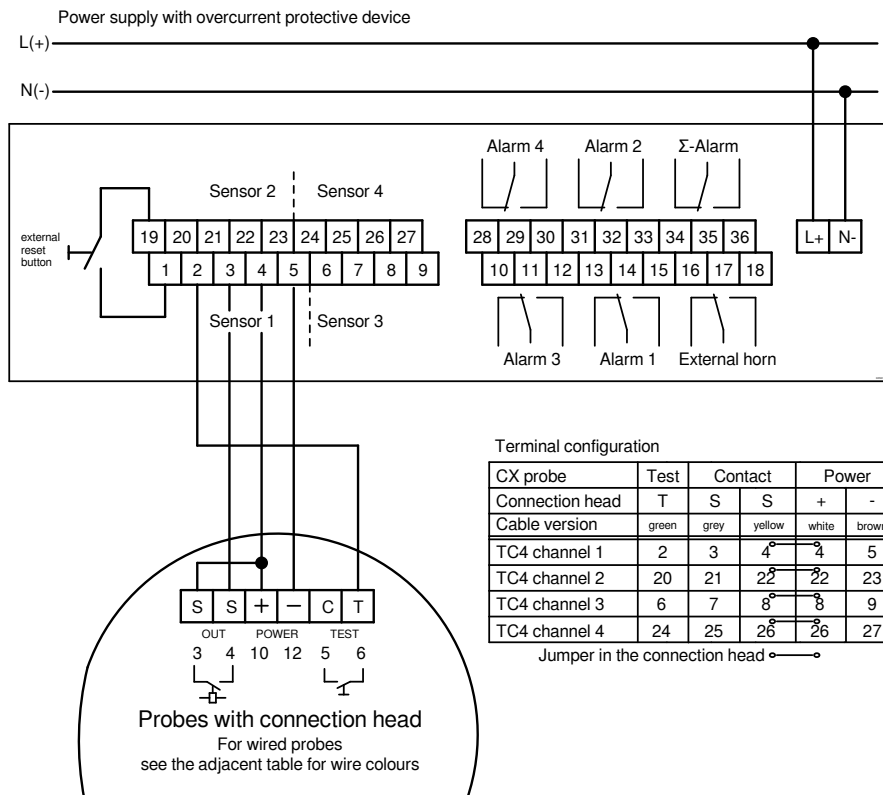 Power supply with overcurrent protective device
L(+)
N(-)
Alarm 4 Alarm 2 Σ-Alarm
Sensor 2 Sensor 4
external
reset
button
19 20 21 22 23 24 25 26 27
28 29 30 31 32 33 34 35 36
L+ N-
1 2 3 4 5 6 7 8 9
10 11 12 13 14 15 16 17 18
Sensor 1 Sensor 3
Alarm 3 Alarm 1 External horn
Terminal configuration
CX probe Test Contact Power
Connection head T S S + -
Cable version green grey yellow white brown
TC4 channel 1 2 3 4 4 5
TC4 channel 2 20 21 22 22 23
TC4 channel 3 6 7 8 8 9
TC4 channel 4 24 25 26 26 27
Jumper in the connection head
S S + − C T
OUT POWER TEST
3 4 10 12 5 6
Probes with connection head
For wired probes
see the adjacent table for wire colours